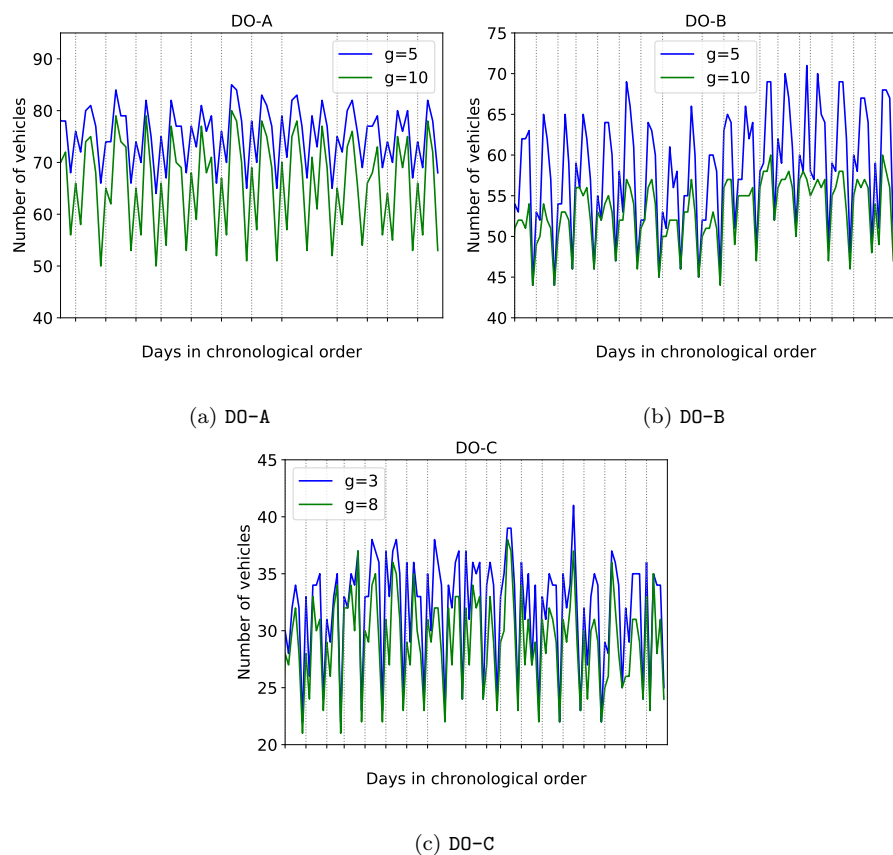 DO-A
Number of vehicles
90
80
70
60
50
40
g=5
g=10
Days in chronological order
(a) DO-A
DO-B
Number of vehicles
75
70
65
60
55
50
45
40
g=5
g=10
Days in chronological order
(b) DO-B
DO-C
Number of vehicles
45
40
35
30
25
20
g=3
g=8
Days in chronological order
(c) DO-C